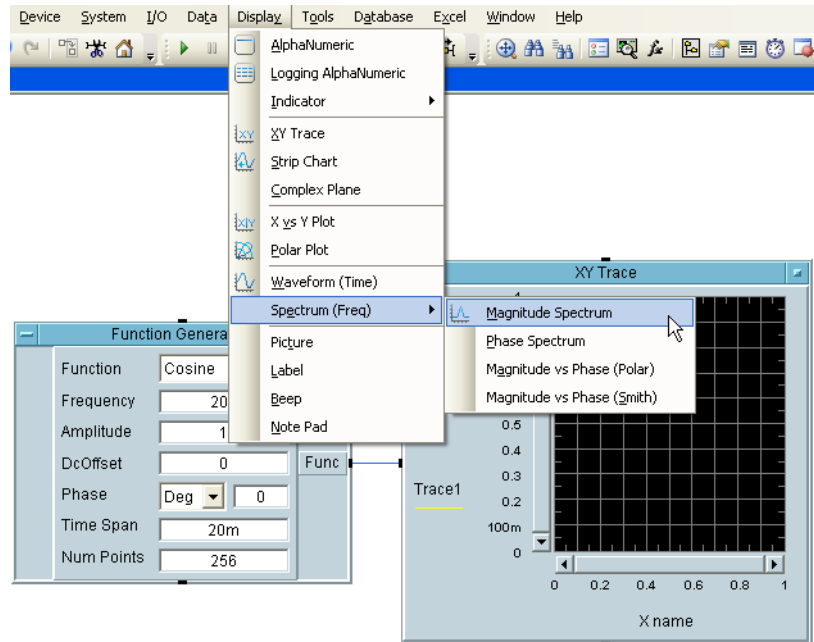 Device System I/O Data Display Tools Database Excel Window Help
AlphaNumeric
Logging AlphaNumeric
Indicator
XY Trace
Strip Chart
Complex Plane
X vs Y Plot
Polar Plot
Waveform (Time)
Spectrum (Freq)
Picture
Label
Beep
Note Pad
Magnitude Spectrum
Phase Spectrum
Magnitude vs Phase (Polar)
Magnitude vs Phase (Smith)
Function Genera
Function Cosine
Frequency 20
Amplitude 1
DcOffset 0
Phase Deg 0
Time Span 20m
Num Points 256
Func
XY Trace
0.5
0.4
0.3
Trace1
0.2
100m
0
0 0.2 0.4 0.6 0.8 1
X name